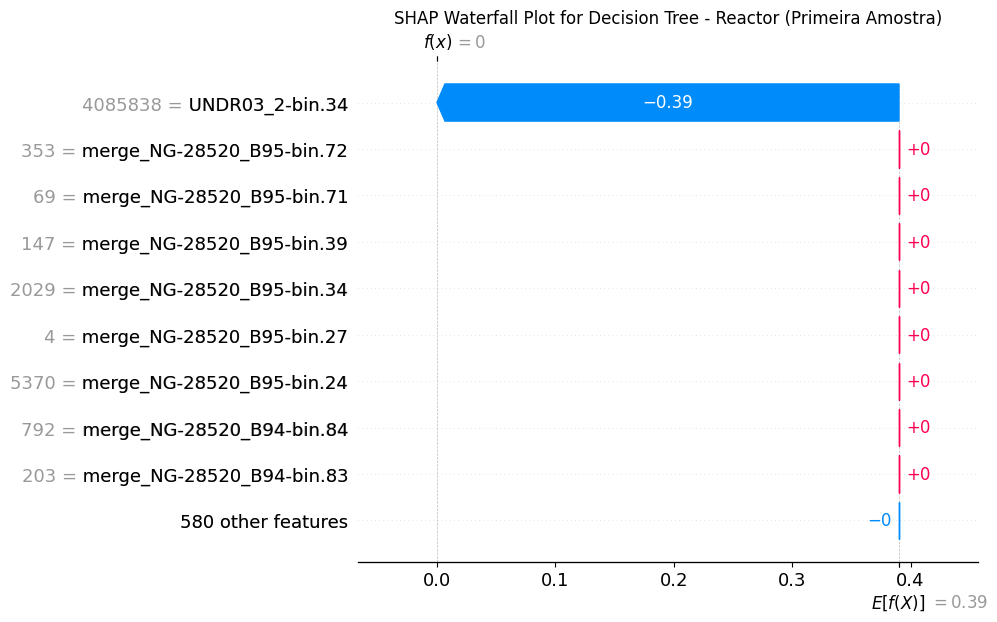 SHAP Waterfall Plot for Decision Tree - Reactor (Primeira Amostra)
f(x) = 0
4085838 = UNDR03_2-bin.34
−0.39
353 = merge_NG-28520_B95-bin.72
+0
69 = merge_NG-28520_B95-bin.71
+0
147 = merge_NG-28520_B95-bin.39
+0
2029 = merge_NG-28520_B95-bin.34
+0
4 = merge_NG-28520_B95-bin.27
+0
5370 = merge_NG-28520_B95-bin.24
+0
792 = merge_NG-28520_B94-bin.84
+0
203 = merge_NG-28520_B94-bin.83
+0
580 other features
−0
0.0 0.1 0.2 0.3 0.4
E[f(X)] = 0.39